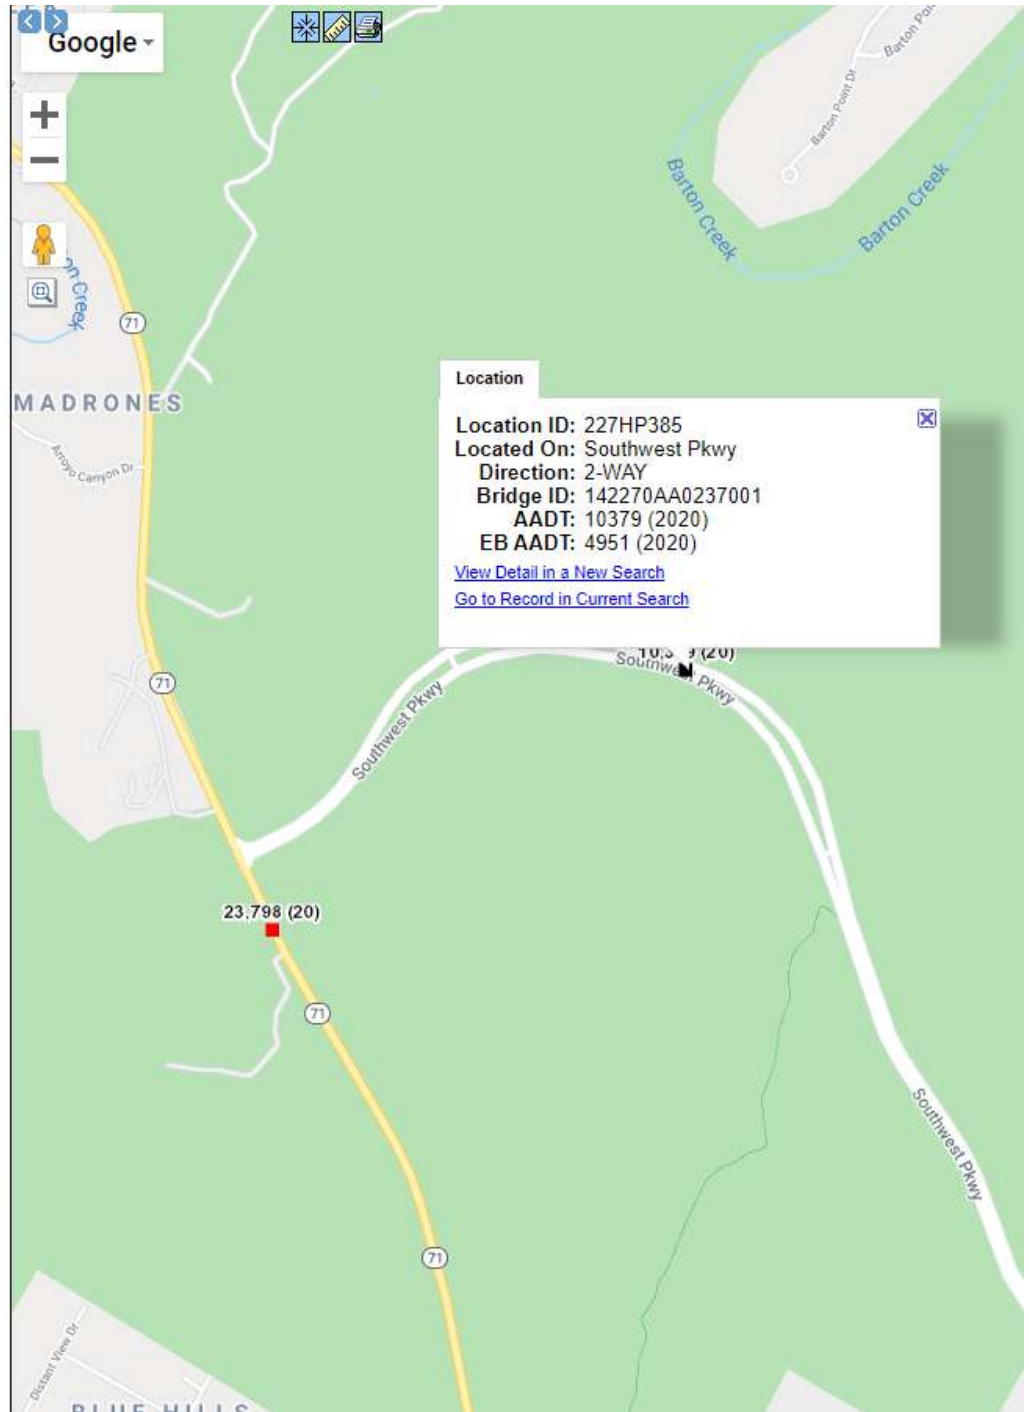 Google
Barton Point Dr
Barton Creek
Barton Creek
Creek
71
MADRONES
Arroyo Canyon Dr
Location
Location ID: 227HP385
Located On: Southwest Pkwy
Direction: 2-WAY
Bridge ID: 142270AA0237001
AADT: 10379 (2020)
EB AADT: 4951 (2020)
View Detail in a New Search
Go to Record in Current Search
Southwest Pkwy
71
Southwest Pkwy
23,798 (20)
71
Southwest Pkwy
71
Distant View Dr
BLUE HILLS